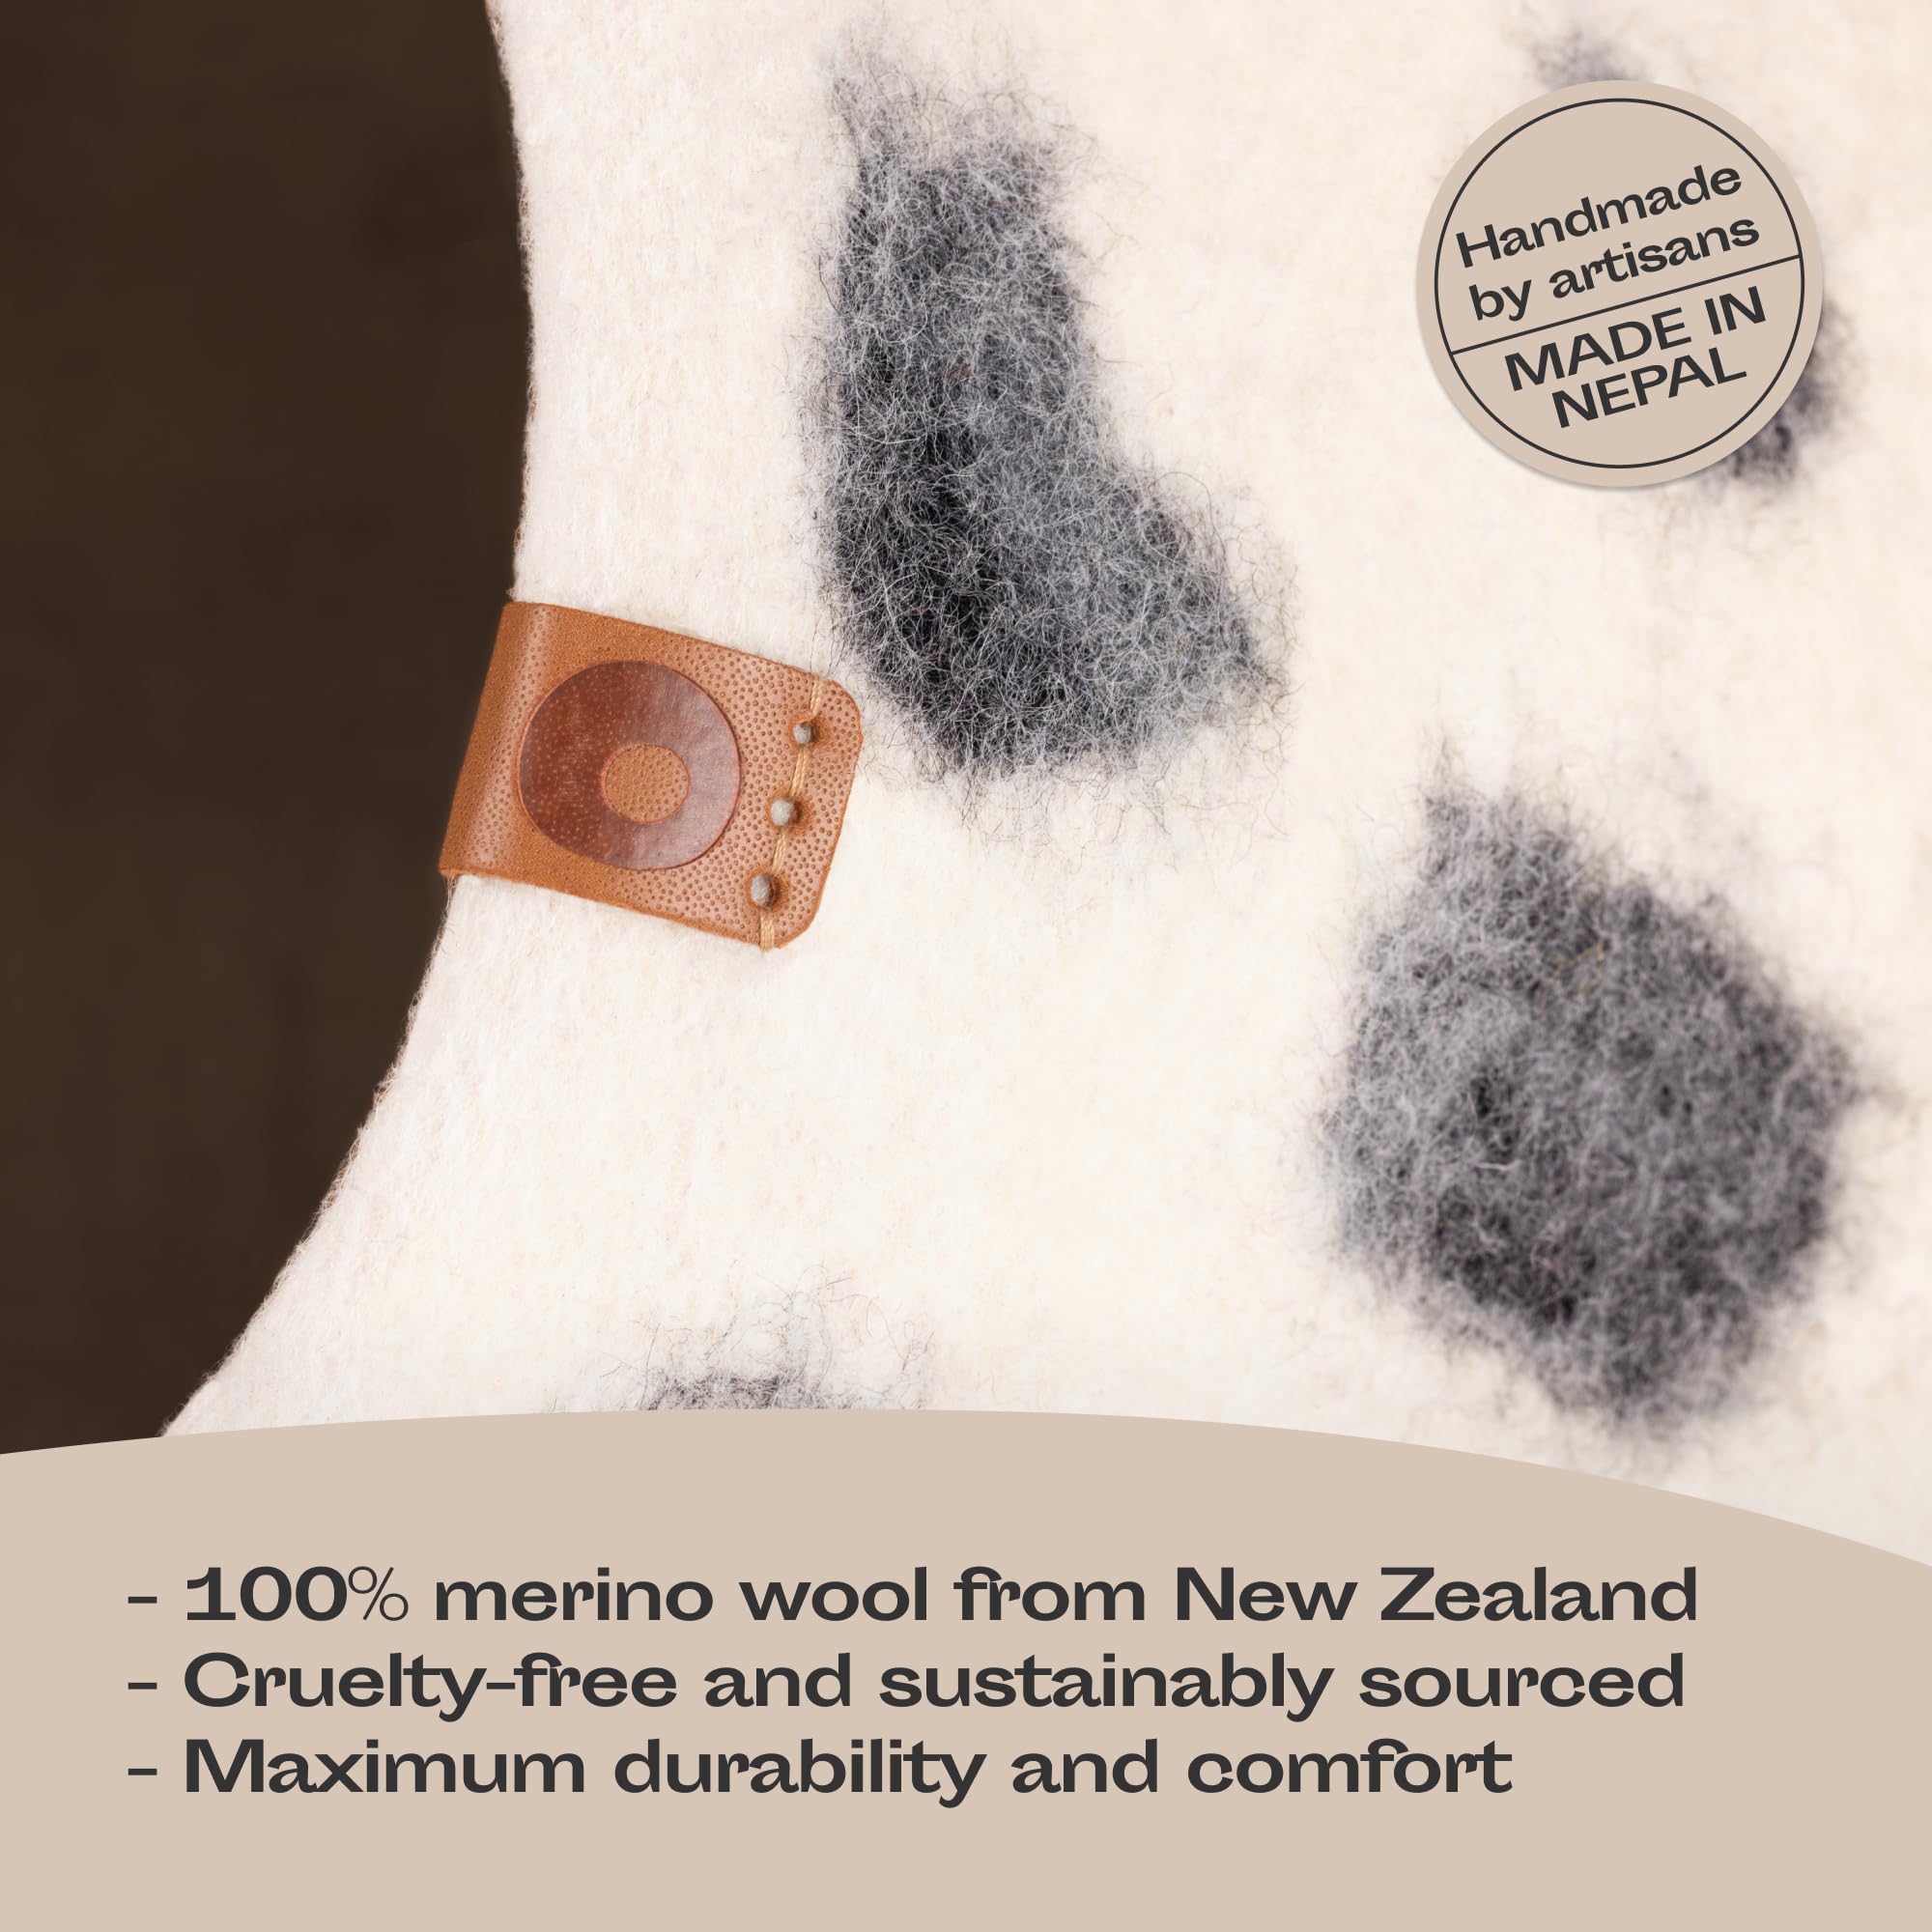 Handmade
by artisans
MADE IN
NEPAL
- 100% merino wool from New Zealand
- Cruelty-free and sustainably sourced
- Maximum durability and comfort